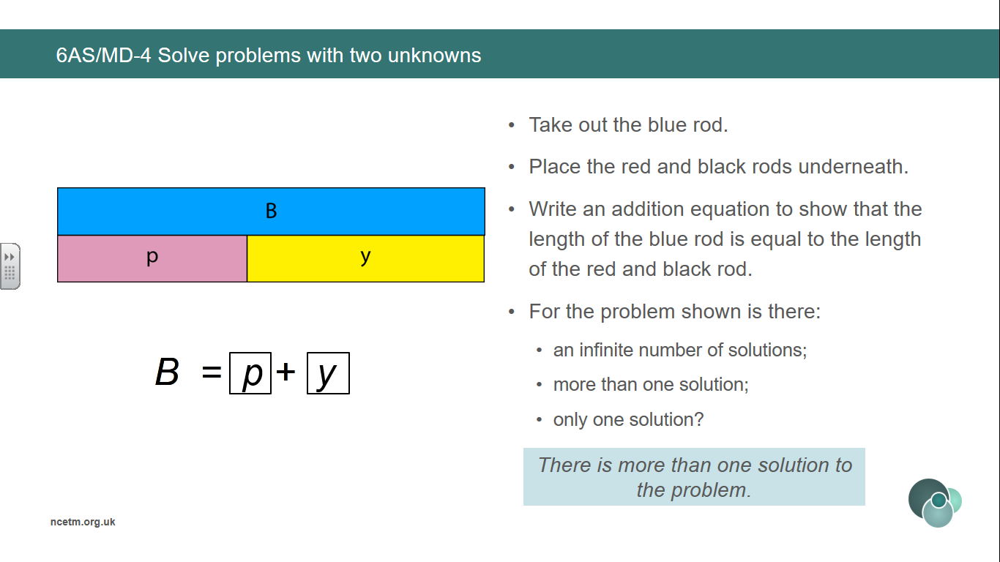 6AS/MD-4 Solve problems with two unknowns
B
p
y
B = p + y
• Take out the blue rod.
• Place the red and black rods underneath.
• Write an addition equation to show that the
length of the blue rod is equal to the length
of the red and black rod.
• For the problem shown is there:
• an infinite number of solutions;
• more than one solution;
• only one solution?
There is more than one solution to
the problem.
ncetm.org.uk